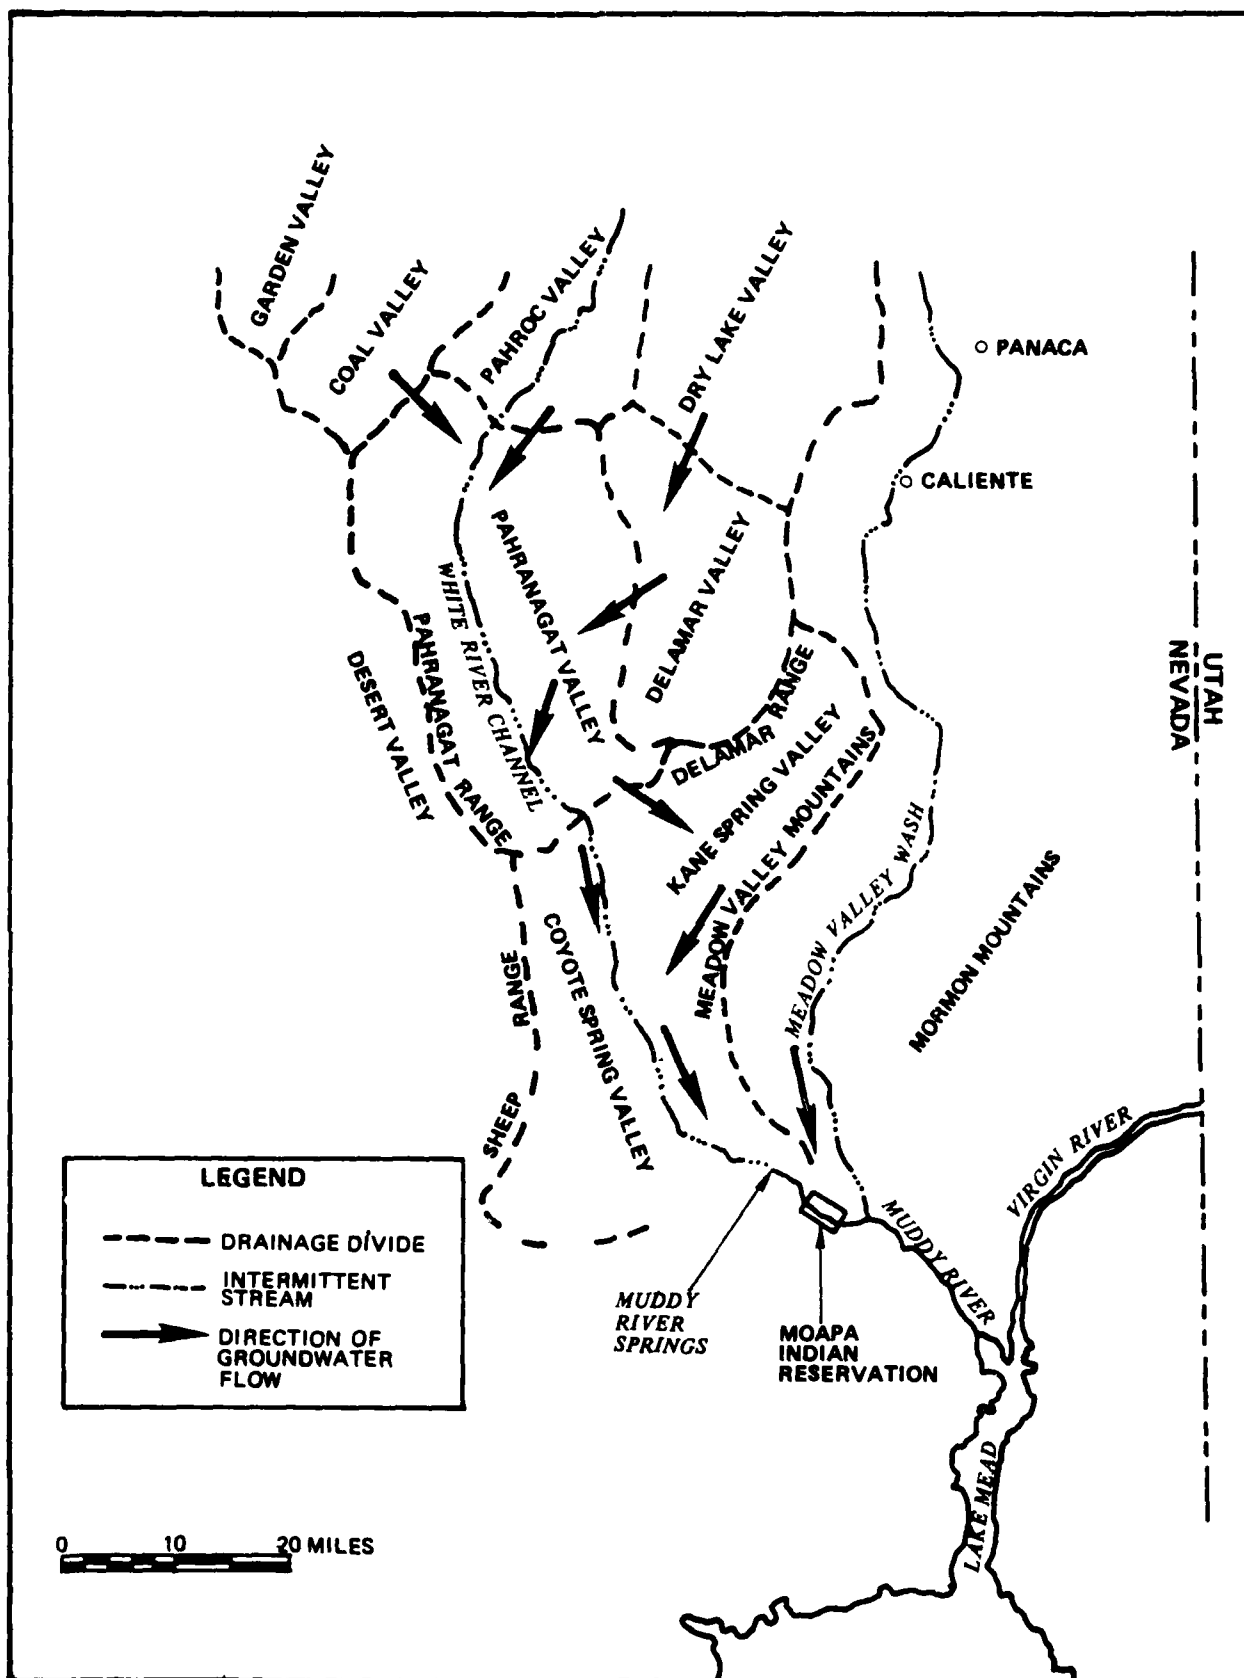 GARDEN VALLEY
COAL VALLEY
PAHROC VALLEY
DRY LAKE VALLEY
PANACA
CALIENTE
PAHRANAGAT VALLEY
WHITE RIVER CHANNEL
DELAMAR VALLEY
PAHRANAGAT RANGE
DESERT VALLEY
DELAMAR RANGE
UTAH
NEVADA
KANE SPRING VALLEY
MEADOW VALLEY MOUNTAINS
MEADOW VALLEY WASH
MORMON MOUNTAINS
COYOTE SPRING VALLEY
SHEEP RANGE
VIRGIN RIVER
MUDDY RIVER
MUDDY
RIVER
SPRINGS
MOAPA
INDIAN
RESERVATION
LAKE MEAD
LEGEND
DRAINAGE DIVIDE
INTERMITTENT
STREAM
DIRECTION OF
GROUNDWATER
FLOW
0 10 20 MILES